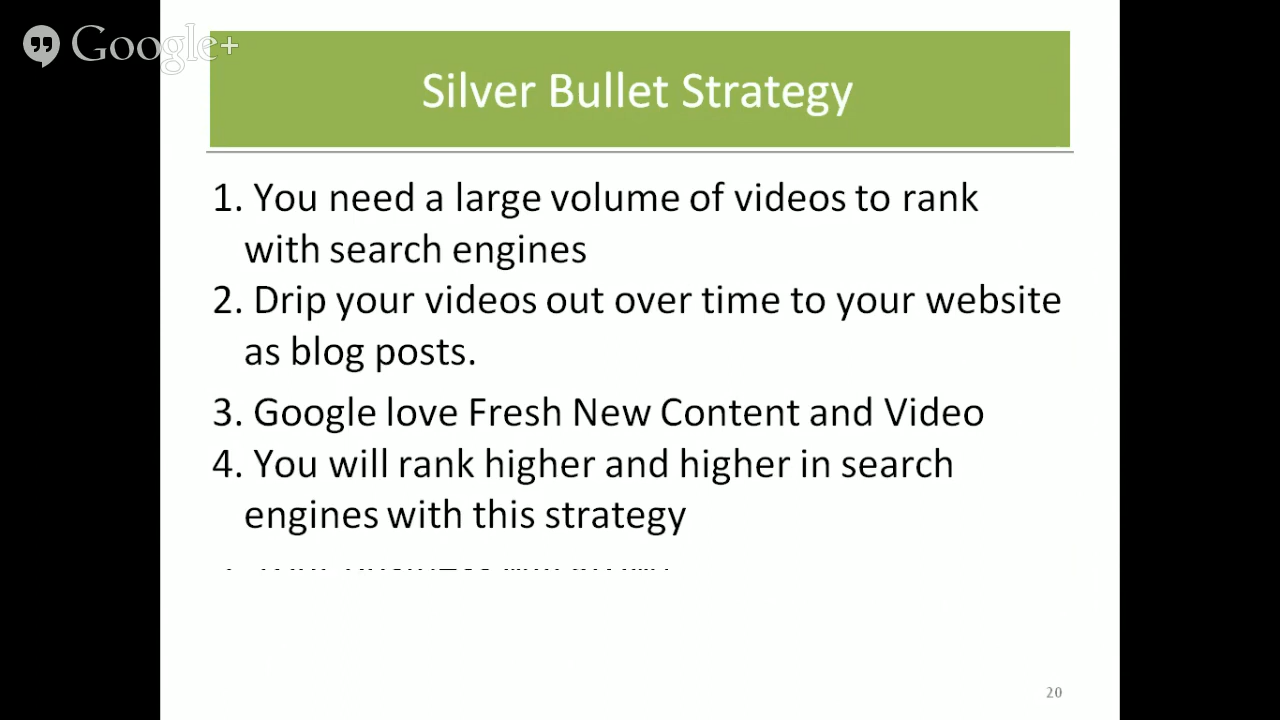 Google+
Silver Bullet Strategy
1. You need a large volume of videos to rank
with search engines
2. Drip your videos out over time to your website
as blog posts.
3. Google love Fresh New Content and Video
4. You will rank higher and higher in search
engines with this strategy
20